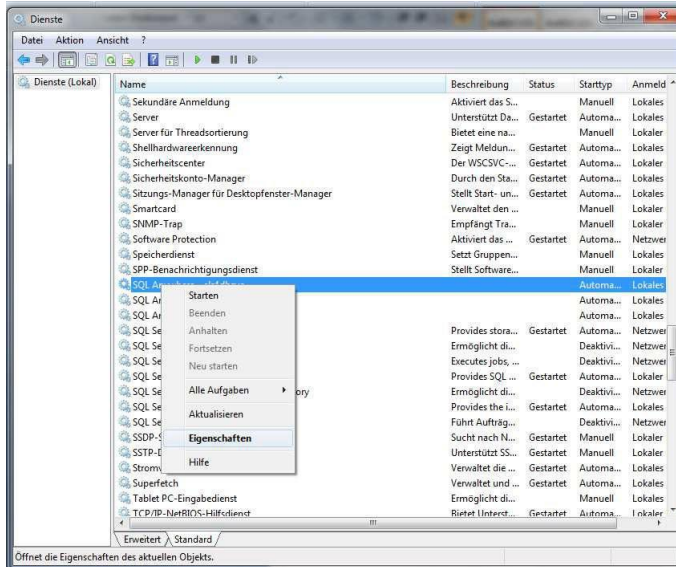 Dienste
Datei Aktion Ansicht ?
Dienste (Lokal)
Name Beschreibung Status Starttyp Anmeld
Sekundäre Anmeldung Aktiviert das S... Manuell Lokales
Server Unterstützt Da... Gestartet Automa... Lokales
Server für Threadsortierung Bietet eine na... Manuell Lokaler
Shellhardwareerkennung Zeigt Meldun... Gestartet Automa... Lokales
Sicherheitscenter Der WSCSVC-... Gestartet Automa... Lokaler
Sicherheitskonto-Manager Durch den Sta... Gestartet Automa... Lokales
Sitzungs-Manager für Desktopfenster-Manager Stellt Start- un... Gestartet Automa... Lokales
Smartcard Verwaltet den ... Manuell Lokaler
SNMP-Trap Empfängt Tra... Manuell Lokaler
Software Protection Aktiviert das ... Gestartet Automa... Netzwer
Speicherdienst Setzt Gruppen... Manuell Lokaler
SPP-Benachrichtigungsdienst Stellt Software... Manuell Lokaler
SQL Automa... Lokales
SQL Ar Automa... Lokales
SQL Ar Automa... Lokales
SQL Se Provides stora... Gestartet Automa... Netzwer
SQL Se Ermöglicht di... Deaktivi... Netzwer
SQL Se Executes jobs, ... Deaktivi... Netzwer
SQL Se Provides SQL ... Gestartet Automa... Lokaler
SQL Se ory Ermöglicht di... Deaktivi... Netzwer
SQL Se Provides the i... Gestartet Automa... Lokales
SQL Se Führt Aufträg... Deaktivi... Netzwer
SSDP-S Sucht nach N... Gestartet Manuell Lokaler
SSTP-D Unterstützt SS... Gestartet Manuell Lokaler
Stromv Verwaltet die ... Gestartet Automa... Lokales
Superfetch Verwaltet und ... Gestartet Automa... Lokales
Tablet PC-Eingabedienst Ermöglicht di... Manuell Lokales
TCP/IP-NetBIOS-Hilfsdienst Bietet Unterst... Gestartet Automa... Lokaler
Starten
Beenden
Anhalten
Fortsetzen
Neu starten
Alle Aufgaben
Aktualisieren
Eigenschaften
Hilfe
Erweitert Standard
Öffnet die Eigenschaften des aktuellen Objekts.